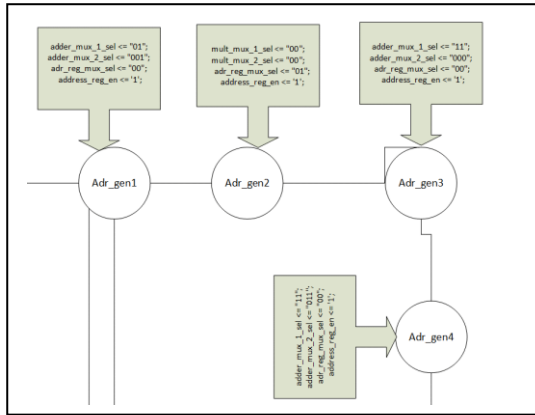 adder_mux_1_sel <= "01";
adder_mux_2_sel <= "001";
adr_reg_mux_sel <= "00";
address_reg_en <= '1';
mult_mux_1_sel <= "00";
mult_mux_2_sel <= "00";
adr_reg_mux_sel <= "01";
address_reg_en <= '1';
adder_mux_1_sel <= "11";
adder_mux_2_sel <= "000";
adr_reg_mux_sel <= "00";
address_reg_en <= '1';
Adr_gen1
Adr_gen2
Adr_gen3
adder_mux_1_sel <= "11";
adder_mux_2_sel <= "011";
adr_reg_mux_sel <= "00";
address_reg_en <= '1';
Adr_gen4